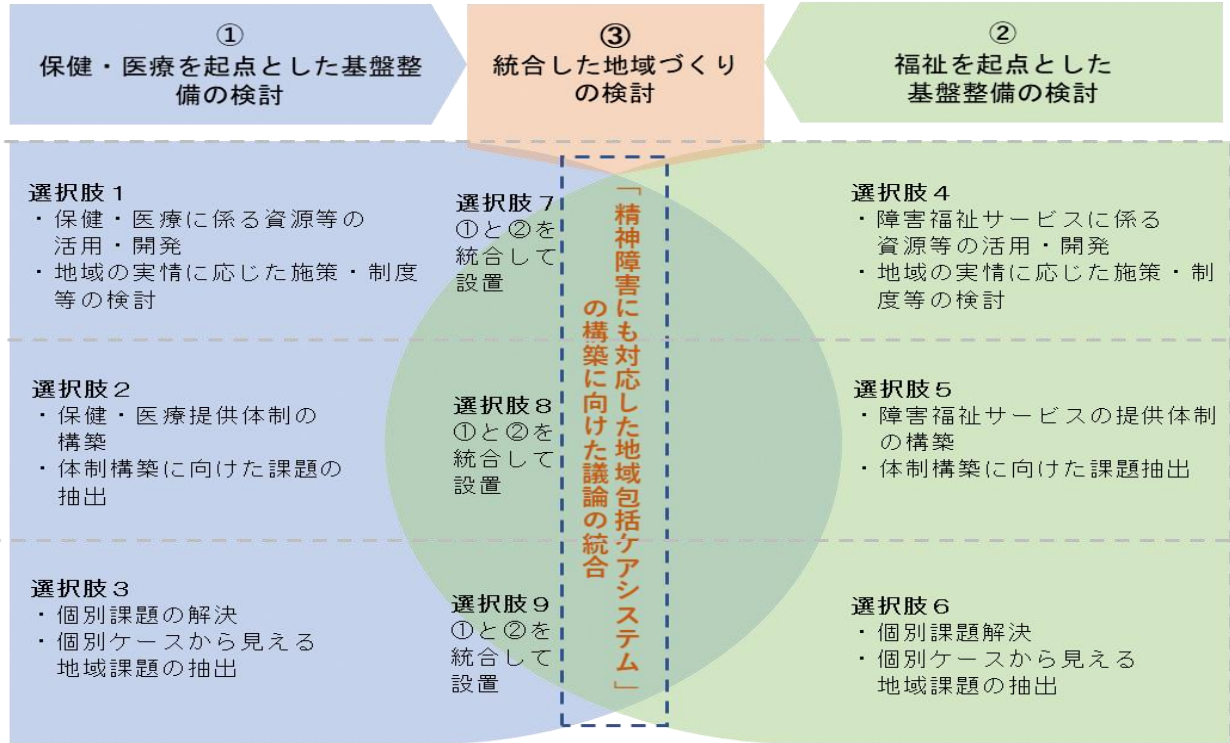 ①
保健・医療を起点とした基盤整
備の検討
③
統合した地域づくり
の検討
②
福祉を起点とした
基盤整備の検討
選択肢1
・保健・医療に係る資源等の
活用・開発
・地域の実情に応じた施策・制度
等の検討
選択肢7
①と②を
統合して
設置
選択肢4
・障害福祉サービスに係る
資源等の活用・開発
・地域の実情に応じた施策・制
度等の検討
選択肢2
・保健・医療提供体制の
構築
・体制構築に向けた課題の
抽出
選択肢8
①と②を
統合して
設置
選択肢5
・障害福祉サービスの提供体制
の構築
・体制構築に向けた課題抽出
選択肢3
・個別課題の解決
・個別ケースから見える
地域課題の抽出
選択肢9
①と②を
統合して
設置
選択肢6
・個別課題解決
・個別ケースから見える
地域課題の抽出
「精神障害にも対応した地域包括ケアシステム」
の構築に向けた議論の統合